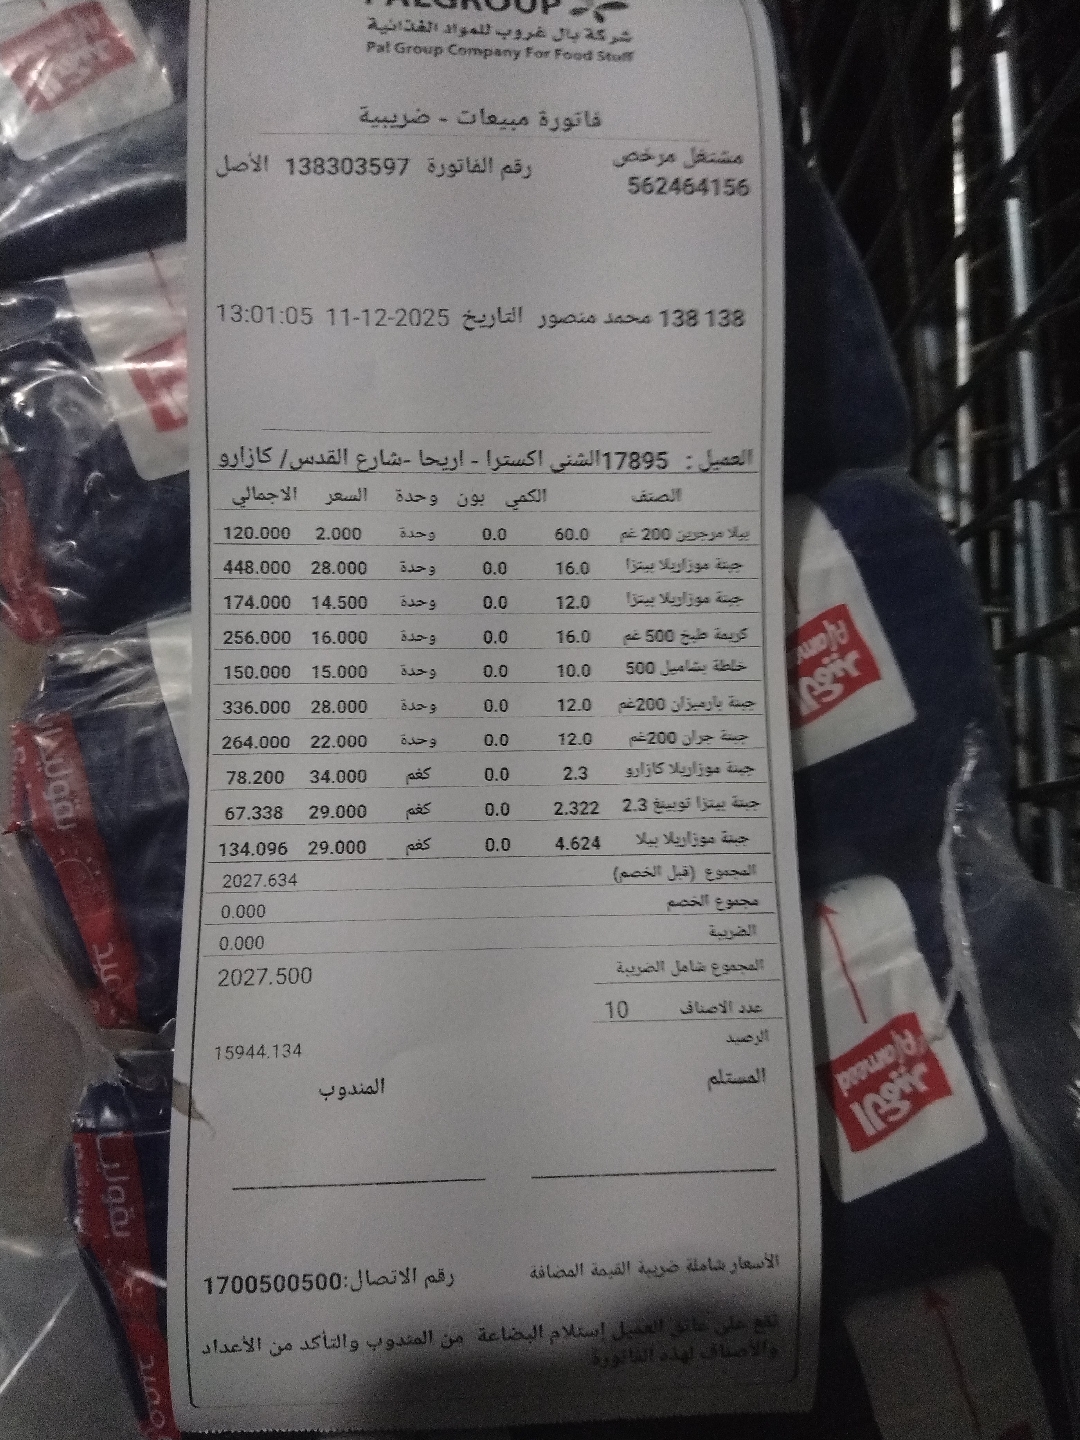 PALGROUP
شركة بال غروب للمواد الغذائية
Pal Group Company For Food Stuff
فاتورة مبيعات - ضريبية
مشتغل مرخص رقم الفاتورة 138303597 الأصل
562464156
138 138 محمد منصور التاريخ 11-12-2025 13:01:05
العميل : 17895الشني اكسترا - اريحا -شارع القدس/ كازارو
الصنف الكمي بون وحدة السعر الاجمالي
بيلا مرجرين 200 غم 60.0 0.0 وحدة 2.000 120.000
جبنة موزاريلا بيتزا 16.0 0.0 وحدة 28.000 448.000
جبنة موزاريلا بيتزا 12.0 0.0 وحدة 14.500 174.000
كريمة طبخ 500 غم 16.0 0.0 وحدة 16.000 256.000
خلطة بشاميل 500 10.0 0.0 وحدة 15.000 150.000
جبنة بارميزان 200غم 12.0 0.0 وحدة 28.000 336.000
جبنة جران 200غم 12.0 0.0 وحدة 22.000 264.000
جبنة موزاريلا كازارو 2.3 0.0 كغم 34.000 78.200
جبنة بيتزا توبينغ 2.3 2.322 0.0 كغم 29.000 67.338
جبنة موزاريلا بيلا 4.624 0.0 كغم 29.000 134.096
المجموع (قبل الخصم) 2027.634
مجموع الخصم 0.000
الضريبة 0.000
المجموع شامل الضريبة 2027.500
عدد الاصناف 10
الرصيد 15944.134
المستلم المندوب
الأسعار شاملة ضريبة القيمة المضافة رقم الاتصال:1700500500
تقع على عاتق العميل إستلام البضاعة من المندوب والتأكد من الأعداد
والأصناف لهذه الفاتورة